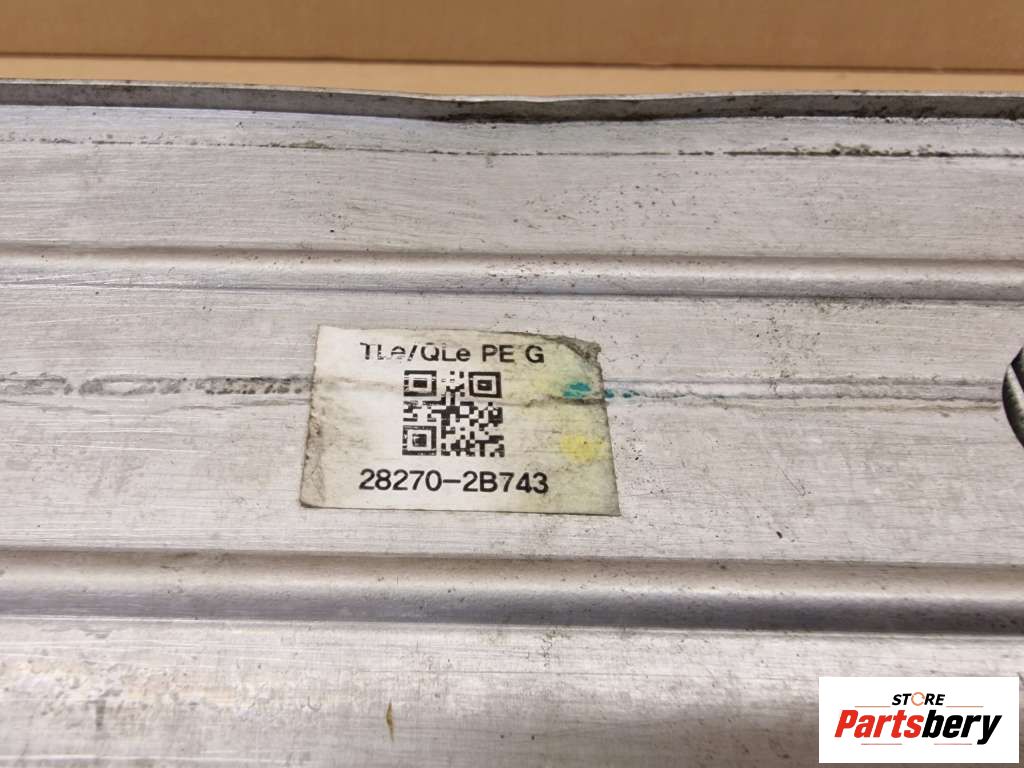 TLe/QLe PE G
28270-2B743
STORE
Partsbery